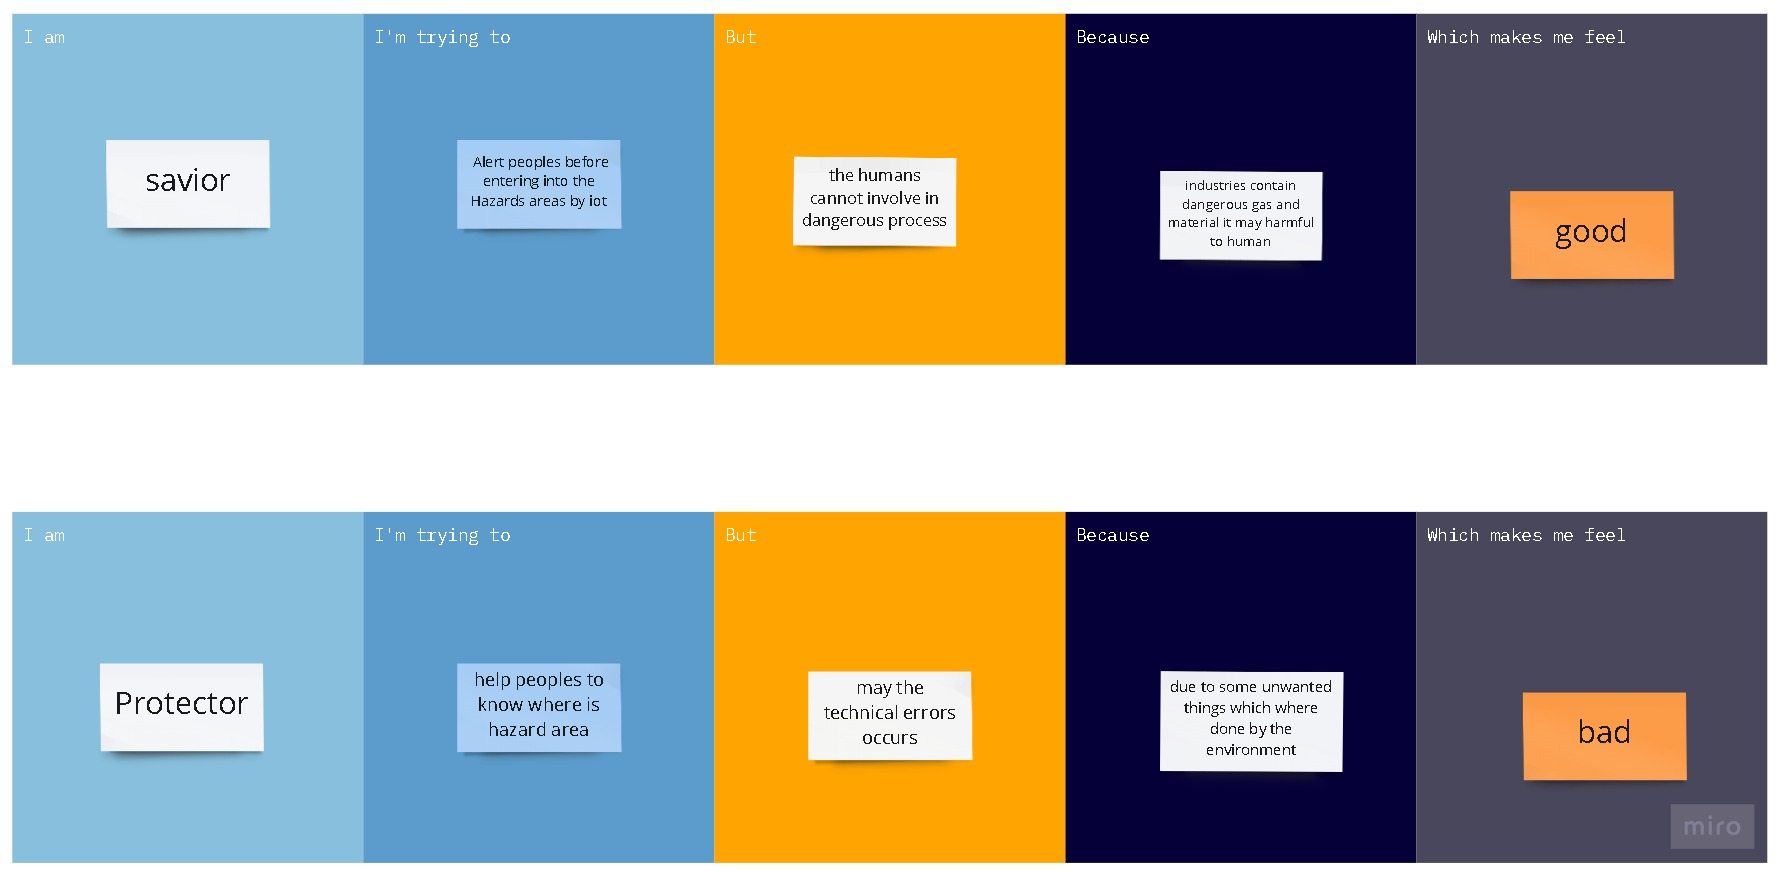 I am
I'm trying to
But
Because
Which makes me feel
savior
Alert peoples before
entering into the
Hazards areas by iot
the humans
cannot involve in
dangerous process
industries contain
dangerous gas and
material it may harmful
to human
good
I am
I'm trying to
But
Because
Which makes me feel
Protector
help peoples to
know where is
hazard area
may the
technical errors
occurs
due to some unwanted
things which where
done by the
environment
bad
miro